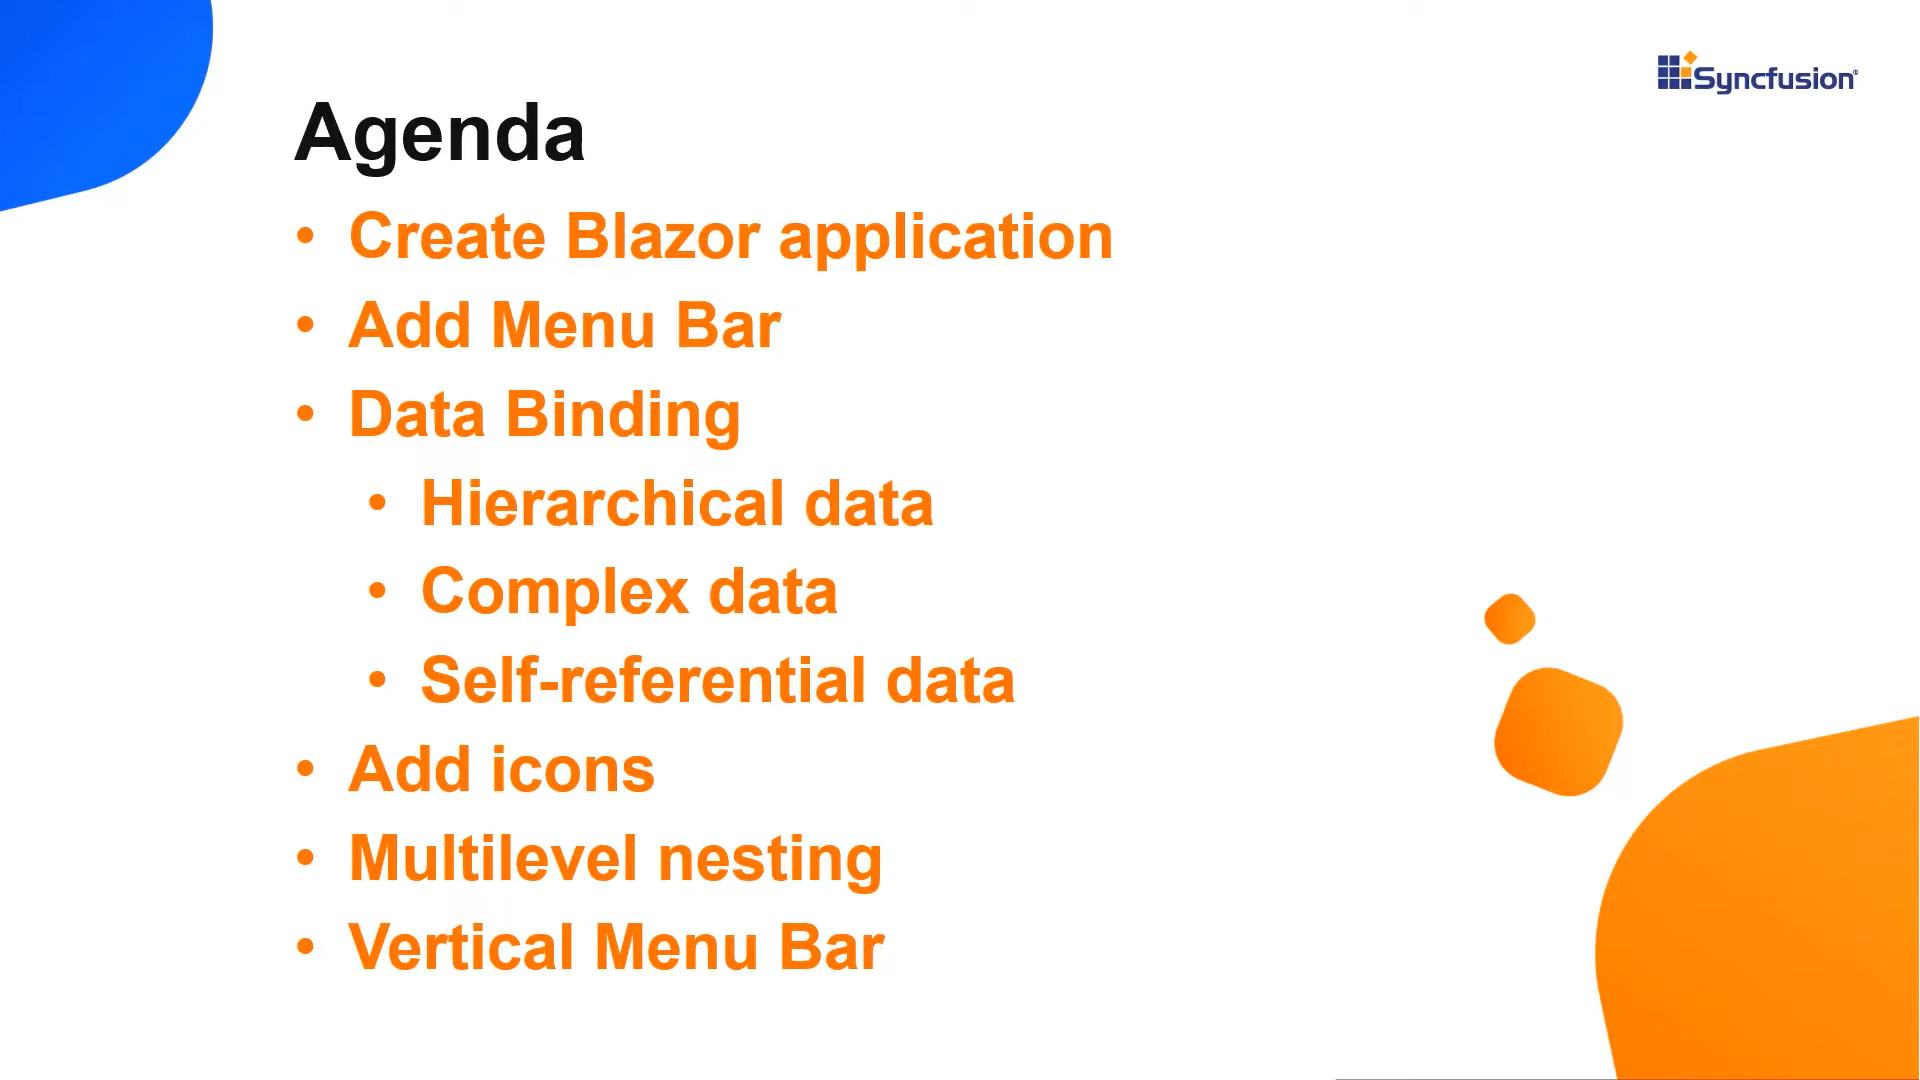 Syncfusion®
Agenda
• Create Blazor application
• Add Menu Bar
• Data Binding
• Hierarchical data
• Complex data
• Self-referential data
• Add icons
• Multilevel nesting
• Vertical Menu Bar